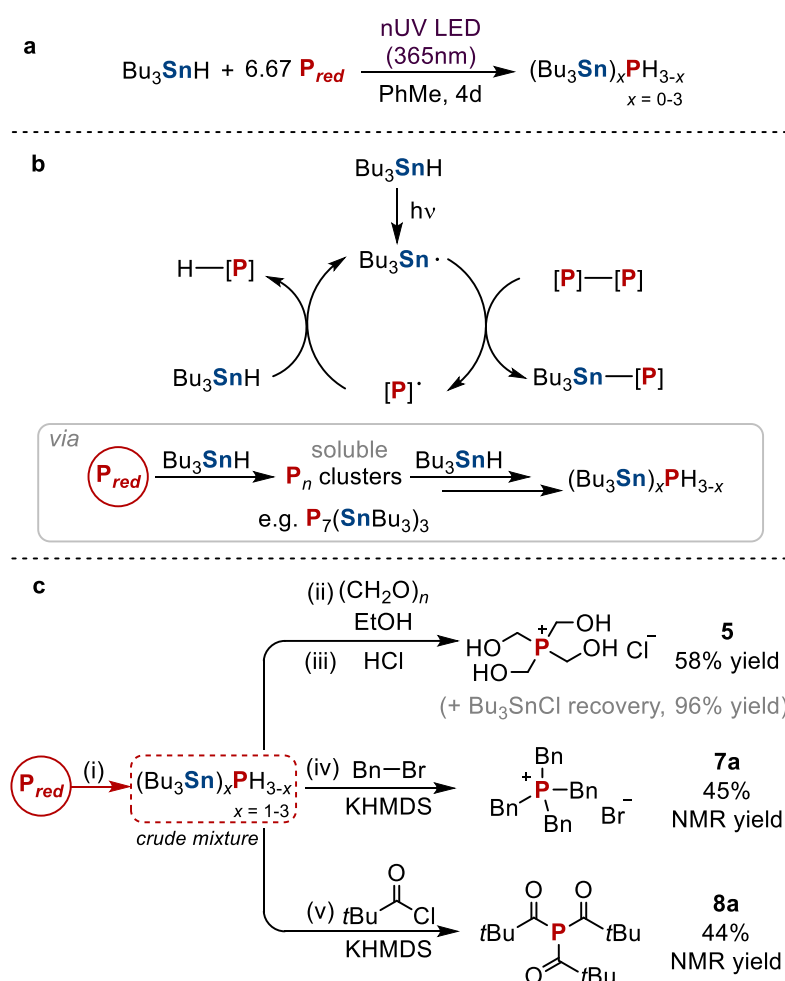 a
nUV LED
(365nm)
Bu₃SnH + 6.67 P_red
PhMe, 4d
(Bu₃Sn)ₓPH₃₋ₓ
x = 0-3
b
Bu₃SnH
hν
Bu₃Sn ·
H—[P]
[P]—[P]
Bu₃SnH
[P]·
Bu₃Sn—[P]
via
P_red
Bu₃SnH
soluble
Pₙ clusters
e.g. P₇(SnBu₃)₃
Bu₃SnH
(Bu₃Sn)ₓPH₃₋ₓ
c
(ii) (CH₂O)ₙ
EtOH
(iii) HCl
HO
OH
P⁺
OH
HO
Cl⁻
5
58% yield
(+ Bu₃SnCl recovery, 96% yield)
P_red
(i)
(Bu₃Sn)ₓPH₃₋ₓ
x = 1-3
crude mixture
(iv) Bn—Br
KHMDS
Bn
P⁺
Bn
Bn
Bn
Br⁻
7a
45%
NMR yield
(v)
O
tBu
Cl
KHMDS
O
O
tBu
P
tBu
O
tBu
8a
44%
NMR yield